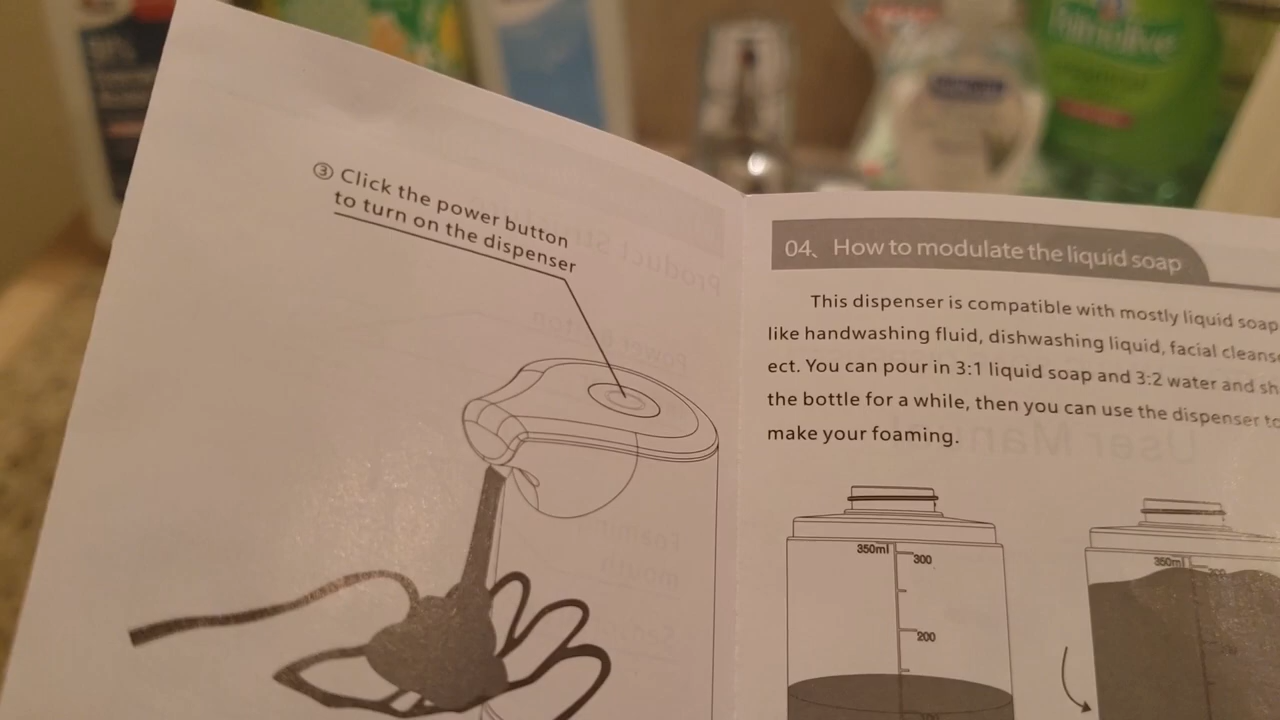 ③ Click the power button
to turn on the dispenser
04、 How to modulate the liquid soap
This dispenser is compatible with mostly liquid soap
like handwashing fluid, dishwashing liquid, facial cleans
ect. You can pour in 3:1 liquid soap and 3:2 water and sh
the bottle for a while, then you can use the dispenser to
make your foaming.
350ml
300
200
350ml